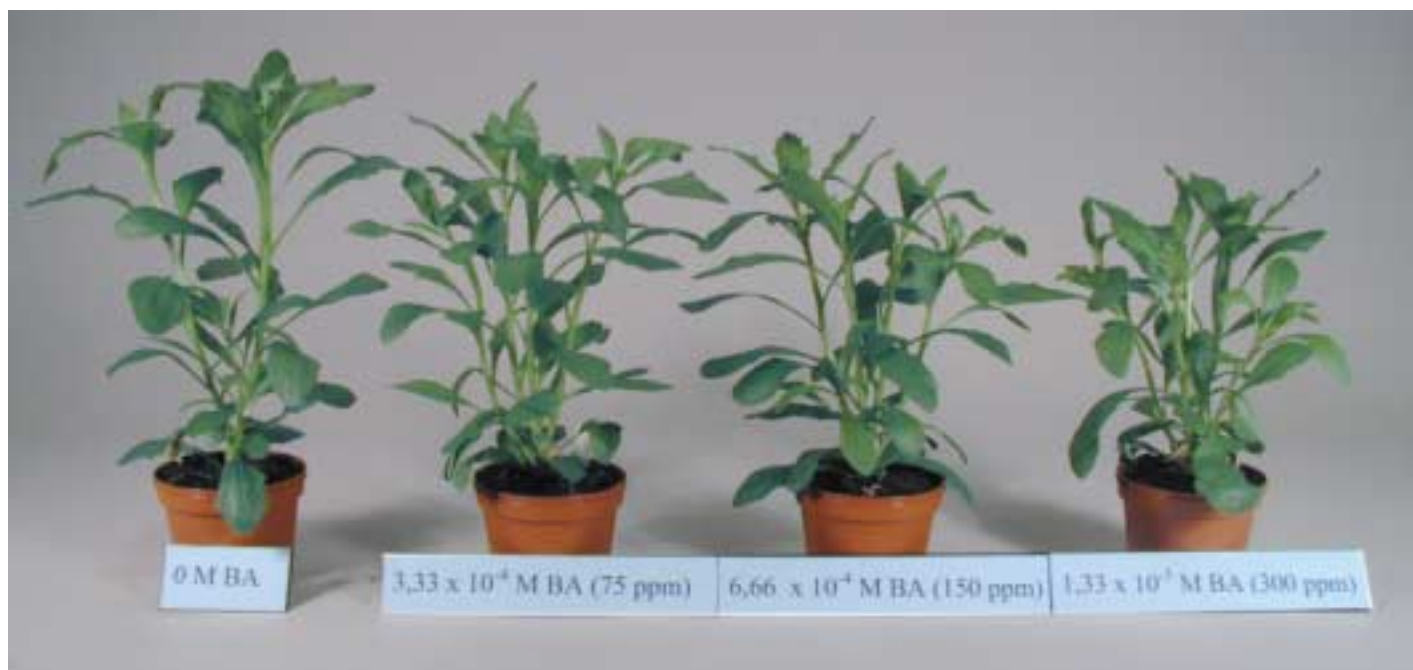 0 M BA
3,33 x 10⁻⁴ M BA (75 ppm)
6,66 x 10⁻⁴ M BA (150 ppm)
1,33 x 10⁻³ M BA (300 ppm)